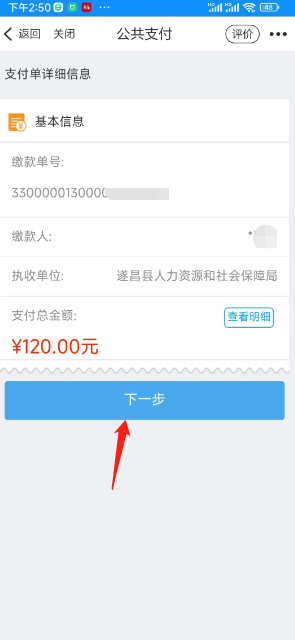 下午2:50 ···
48
返回 关闭 公共支付 评价
支付单详细信息
基本信息
缴款单号:
3300000130000
缴款人: *
执收单位: 遂昌县人力资源和社会保障局
支付总金额: 查看明细
¥120.00元
下一步